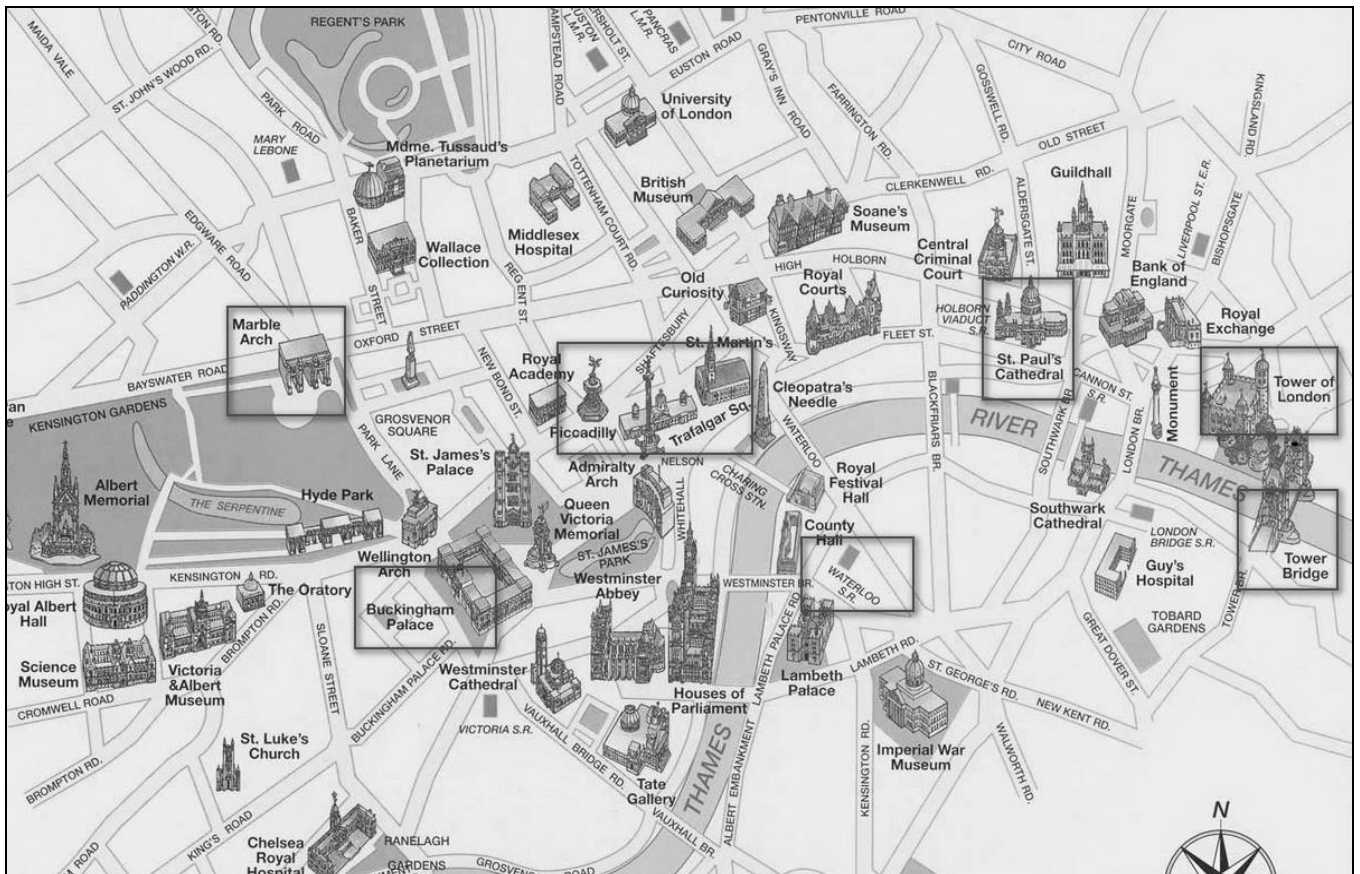 REGENT'S PARK
MAIDA VALE
ST. JOHN'S WOOD RD.
PARK ROAD
MARY
LEBONE
EUSTON
L.M.R.
PANCRAS
L.M.R.
EUSTON ROAD
PENTONVILLE ROAD
CITY ROAD
GRAY'S INN ROAD
FARRINGTON RD.
GOSSWELL RD.
OLD STREET
KINGSLAND RD.
University
of London
Mdme. Tussaud's
Planetarium
TOTTENHAM COURT RD.
British
Museum
CLERKENWELL RD.
ALDERSGATE ST.
Guildhall
MOORGATE
LIVERPOOL ST. E.R.
BISHOPSGATE
EDGWARE ROAD
PADDINGTON W.R.
BAKER
STREET
Wallace
Collection
Middlesex
Hospital
REGENT ST.
Soane's
Museum
Central
Criminal
Court
HIGH HOLBORN
Old
Curiosity
Royal
Courts
KINGSWAY
HOLBORN
VIADUCT
S.R.
FLEET ST.
Bank of
England
Royal
Exchange
Marble
Arch
OXFORD STREET
NEW BOND ST.
Royal
Academy
SHAFTESBURY
St. Martin's
St. Paul's
Cathedral
CANNON ST.
S.R.
Tower of
London
BAYSWATER ROAD
KENSINGTON GARDENS
PARK LANE
GROSVENOR
SQUARE
Piccadilly
Trafalgar Sq.
Cleopatra's
Needle
WATERLOO
BLACKFRIARS BR.
RIVER
SOUTHWARK BR.
LONDON BR.
Monument
THAMES
St. James's
Palace
Admiralty
Arch
NELSON
CHARING
CROSS STN.
Royal
Festival
Hall
Albert
Memorial
THE SERPENTINE
Hyde Park
Queen
Victoria
Memorial
WHITEHALL
County
Hall
Southwark
Cathedral
LONDON
BRIDGE S.R.
Wellington
Arch
ST. JAMES'S
PARK
Westminster
Abbey
WESTMINSTER BR.
WATERLOO
S.R.
Guy's
Hospital
Tower
Bridge
TOWER BR.
KENSINGTON RD.
The Oratory
Buckingham
Palace
LAMBETH PALACE RD
TOBARD
GARDENS
GREAT DOVER ST.
Hall
BROMPTON RD.
SLOANE STREET
BUCKINGHAM PALACE RD.
Science
Museum
Victoria
&Albert
Museum
Westminster
Cathedral
Houses of
Parliament
Lambeth
Palace
LAMBETH RD.
ST. GEORGE'S RD.
NEW KENT RD.
CROMWELL ROAD
VICTORIA S.R.
VAUXHALL BRIDGE RD.
St. Luke's
Church
BROMPTON RD.
KING'S ROAD
Tate
Gallery
THAMES
ALBERT EMBANKMENT
KENSINGTON RD.
Imperial War
Museum
WALWORTH RD.
VAUXHALL BR.
Chelsea
Royal
Hospital
RANELAGH
GARDENS
N